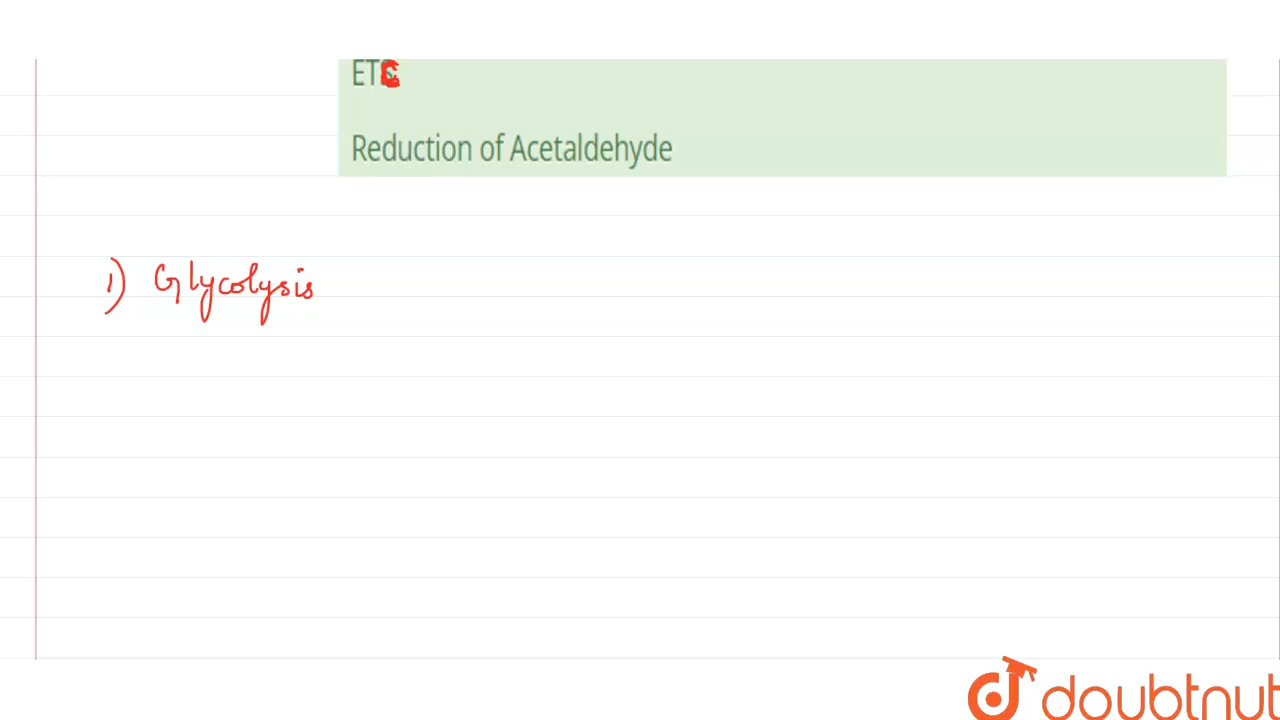 ETC
Reduction of Acetaldehyde
1) Glycolysis
doubtnut